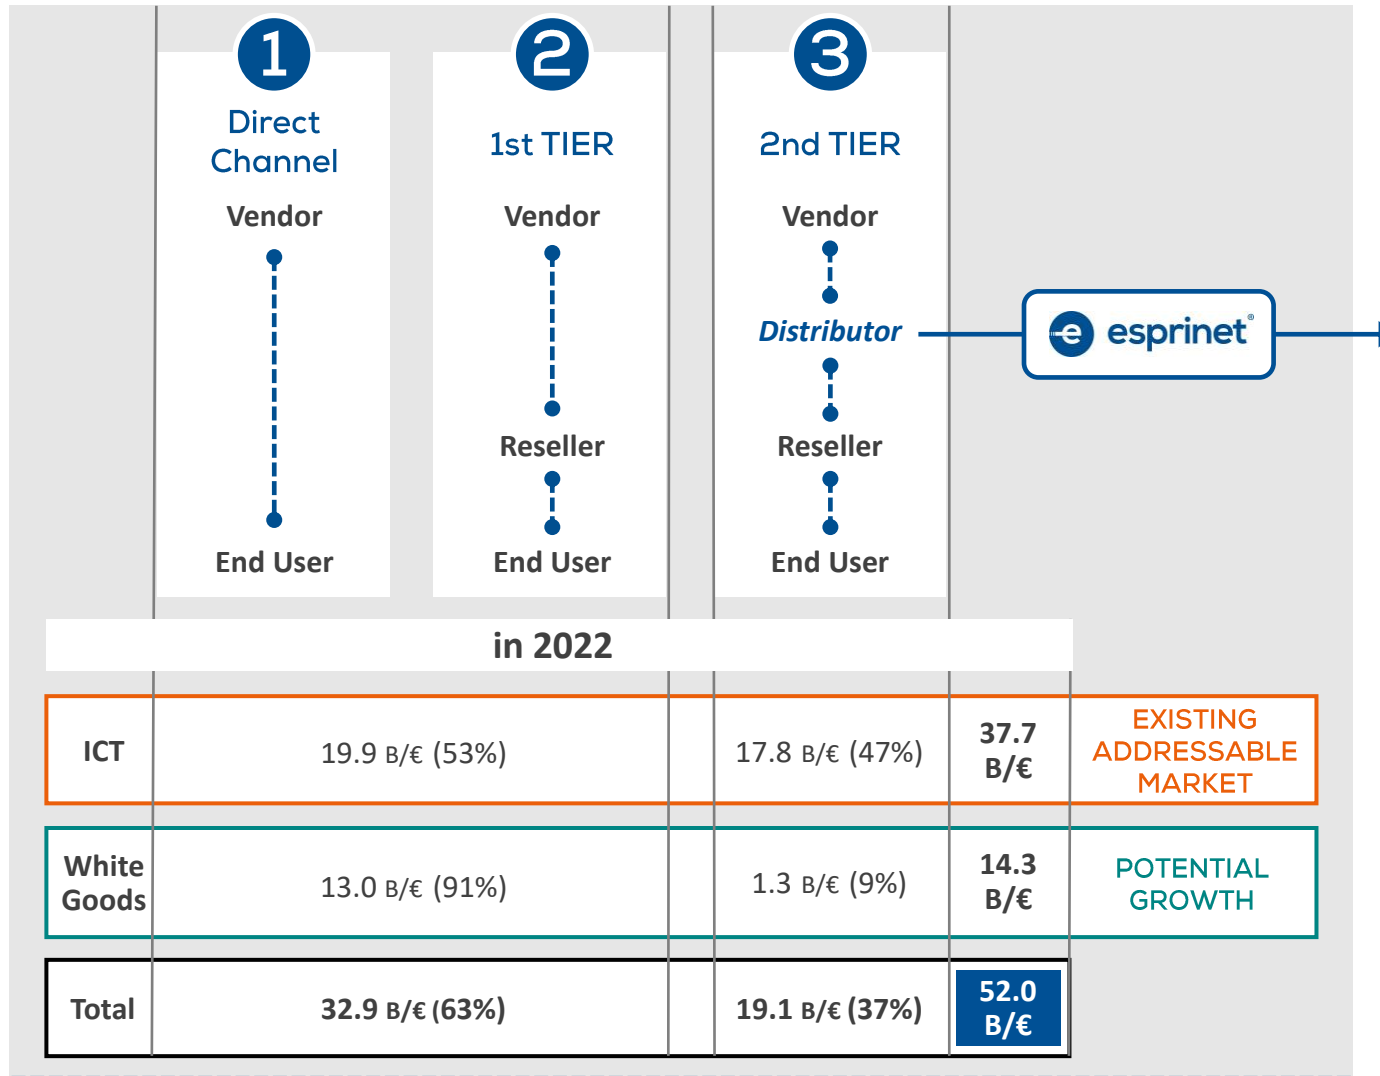 1
Direct
Channel
Vendor
End User
2
1st TIER
Vendor
Reseller
End User
3
2nd TIER
Vendor
Distributor
Reseller
End User
e esprinet®
in 2022
ICT
19.9 B/€ (53%)
17.8 B/€ (47%)
37.7
B/€
EXISTING
ADDRESSABLE
MARKET
White
Goods
13.0 B/€ (91%)
1.3 B/€ (9%)
14.3
B/€
POTENTIAL
GROWTH
Total
32.9 B/€ (63%)
19.1 B/€ (37%)
52.0
B/€